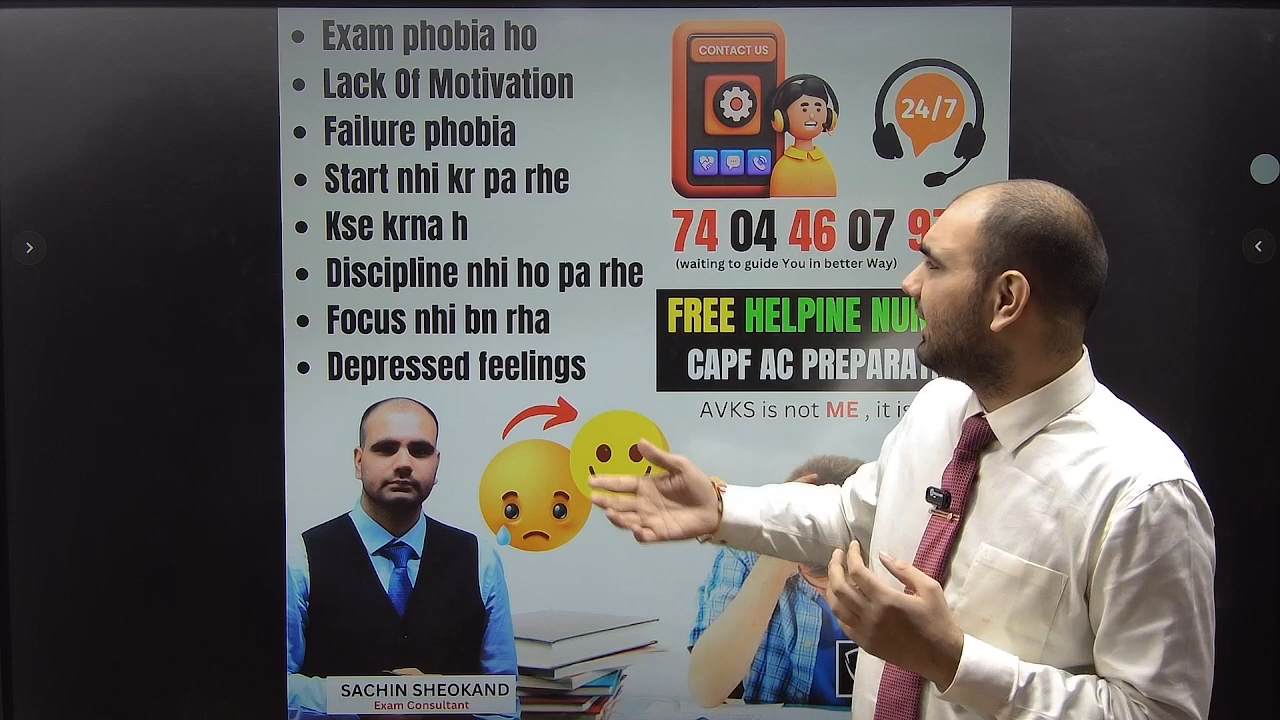 Exam phobia ho
Lack Of Motivation
Failure phobia
Start nhi kr pa rhe
Kse krna h
Discipline nhi ho pa rhe
Focus nhi bn rha
Depressed feelings
CONTACT US
24/7
74 04 46 07
(waiting to guide You in better Way)
FREE HELPINE
CAPF AC
AVKS is not ME , it is
SACHIN SHEOKAND
Exam Consultant